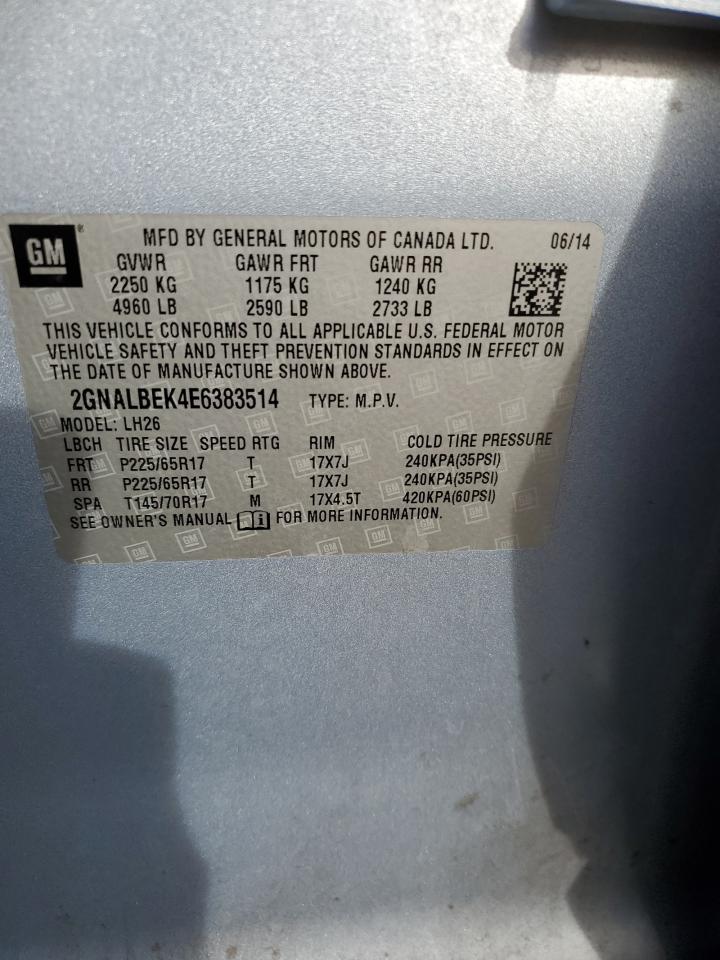 GM ® MFD BY GENERAL MOTORS OF CANADA LTD. 06/14
GVWR GAWR FRT GAWR RR
2250 KG 1175 KG 1240 KG
4960 LB 2590 LB 2733 LB
THIS VEHICLE CONFORMS TO ALL APPLICABLE U.S. FEDERAL MOTOR
VEHICLE SAFETY AND THEFT PREVENTION STANDARDS IN EFFECT ON
THE DATE OF MANUFACTURE SHOWN ABOVE.
2GNALBEK4E6383514 TYPE: M.P.V.
MODEL: LH26
LBCH TIRE SIZE SPEED RTG RIM COLD TIRE PRESSURE
FRT P225/65R17 T 17X7J 240KPA(35PSI)
RR P225/65R17 T 17X7J 240KPA(35PSI)
SPA T145/70R17 M 17X4.5T 420KPA(60PSI)
SEE OWNER'S MANUAL FOR MORE INFORMATION.